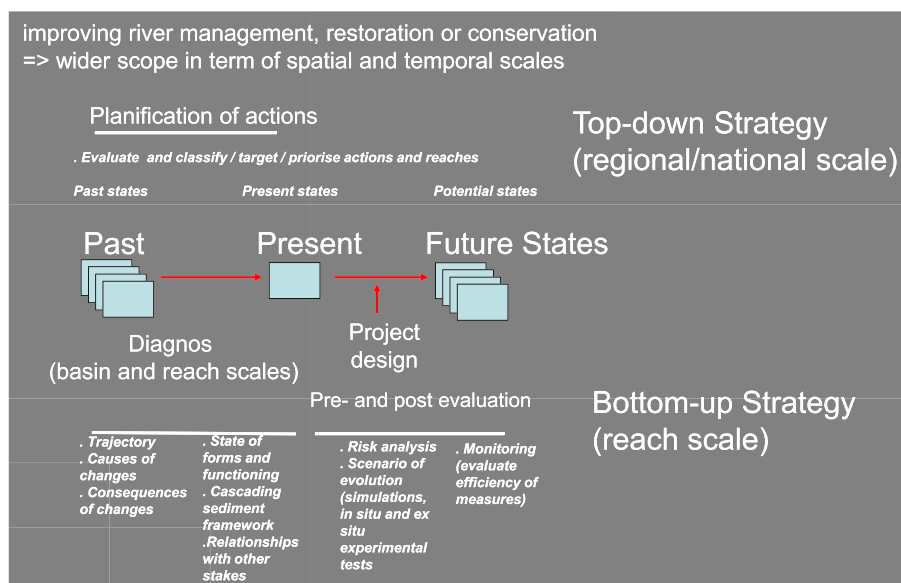 improving river management, restoration or conservation
=> wider scope in term of spatial and temporal scales
Planification of actions
Top-down Strategy
(regional/national scale)
. Evaluate  and classify / target / priorise actions and reaches
Past states
Present states
Potential states
Past
Present
Future States
Project
design
Diagnos
(basin and reach scales)
Pre- and post evaluation
Bottom-up Strategy
(reach scale)
. Trajectory
. Causes of
changes
. Consequences
of changes
. State of
forms and
functioning
. Cascading
sediment
framework
.Relationships
with other
stakes
. Risk analysis
. Scenario of
evolution
(simulations,
in situ and ex
situ
experimental
tests
. Monitoring
(evaluate
efficiency of
measures)